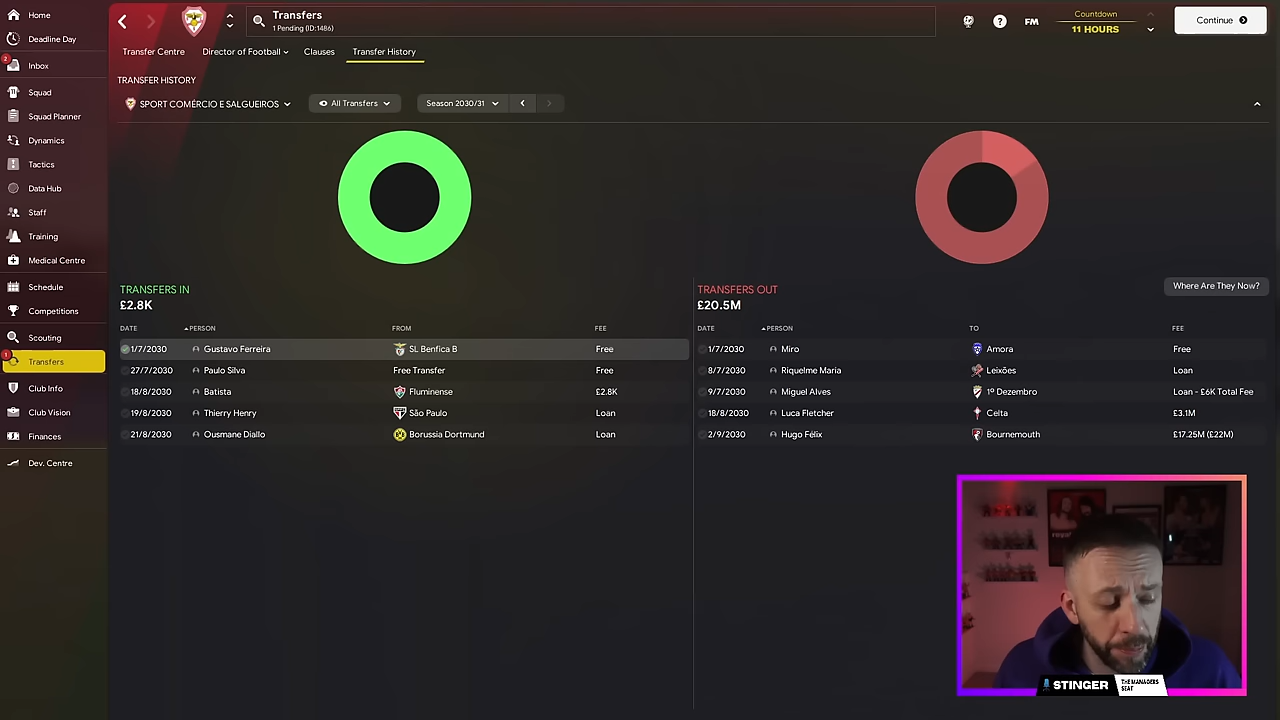 Home
Deadline Day
2
Inbox
Squad
Squad Planner
Dynamics
Tactics
Data Hub
Staff
Training
Medical Centre
Schedule
Competitions
Scouting
1
Transfers
Club Info
Club Vision
Finances
Dev. Centre
Transfers
1 Pending (ID:1486)
?
FM
Countdown
11 HOURS
Continue
Transfer Centre
Director of Football
Clauses
Transfer History
TRANSFER HISTORY
SPORT COMÉRCIO E SALGUEIROS
All Transfers
Season 2030/31
TRANSFERS IN
£2.8K
DATE PERSON FROM FEE
1/7/2030 Gustavo Ferreira SL Benfica B Free
27/7/2030 Paulo Silva Free Transfer Free
18/8/2030 Batista Fluminense £2.8K
19/8/2030 Thierry Henry São Paulo Loan
21/8/2030 Ousmane Diallo Borussia Dortmund Loan
TRANSFERS OUT
£20.5M
Where Are They Now?
DATE PERSON TO FEE
1/7/2030 Miro Amora Free
8/7/2030 Riquelme Maria Leixões Loan
9/7/2030 Miguel Alves 1º Dezembro Loan - £6K Total Fee
18/8/2030 Luca Fletcher Celta £3.1M
2/9/2030 Hugo Félix Bournemouth £17.25M (£22M)
STINGER
THE MANAGERS
SEAT